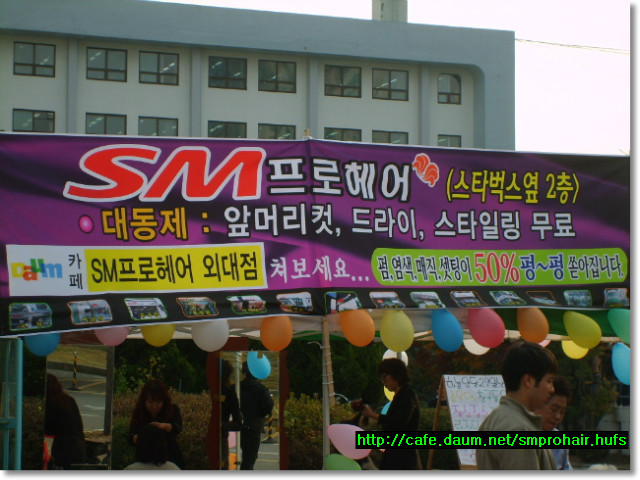 SM프로헤어 (스타벅스옆 2층)
대동제 : 앞머리컷, 드라이, 스타일링 무료
Daum 카페 SM프로헤어 외대점 쳐보세요... 펌,염색,매직,셋팅이 50% 펑~펑 쏟아집니다.
http://cafe.daum.net/smprohair.hufs